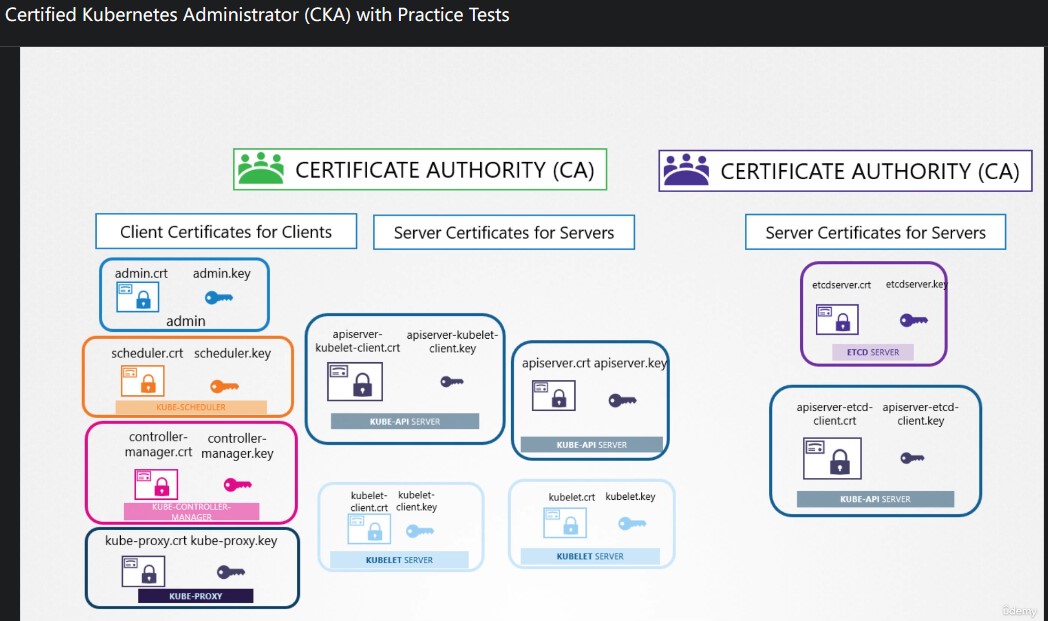 Certified Kubernetes Administrator (CKA) with Practice Tests
CERTIFICATE AUTHORITY (CA)
CERTIFICATE AUTHORITY (CA)
Client Certificates for Clients
Server Certificates for Servers
Server Certificates for Servers
admin.crt
admin.key
admin
scheduler.crt
scheduler.key
KUBE-SCHEDULER
controller-
manager.crt
controller-
manager.key
KUBE-CONTROLLER-
MANAGER
kube-proxy.crt
kube-proxy.key
KUBE-PROXY
apiserver-
kubelet-client.crt
apiserver-kubelet-
client.key
KUBE-API SERVER
kubelet-
client.crt
kubelet-
client.key
KUBELET SERVER
apiserver.crt
apiserver.key
KUBE-API SERVER
kubelet.crt
kubelet.key
KUBELET SERVER
etcdserver.crt
etcdserver.key
ETCD SERVER
apiserver-etcd-
client.crt
apiserver-etcd-
client.key
KUBE-API SERVER
ûdemy